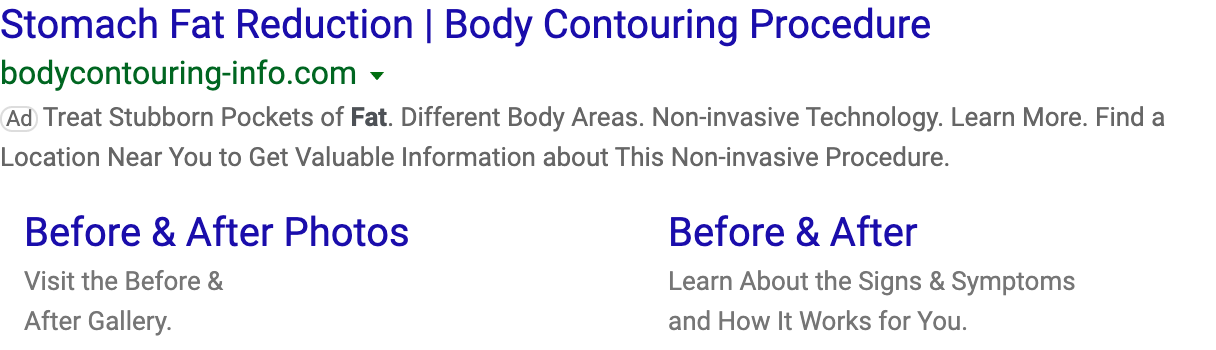 Stomach Fat Reduction | Body Contouring Procedure
bodycontouring-info.com
Ad Treat Stubborn Pockets of Fat. Different Body Areas. Non-invasive Technology. Learn More. Find a
Location Near You to Get Valuable Information about This Non-invasive Procedure.
Before & After Photos
Visit the Before &
After Gallery.
Before & After
Learn About the Signs & Symptoms
and How It Works for You.